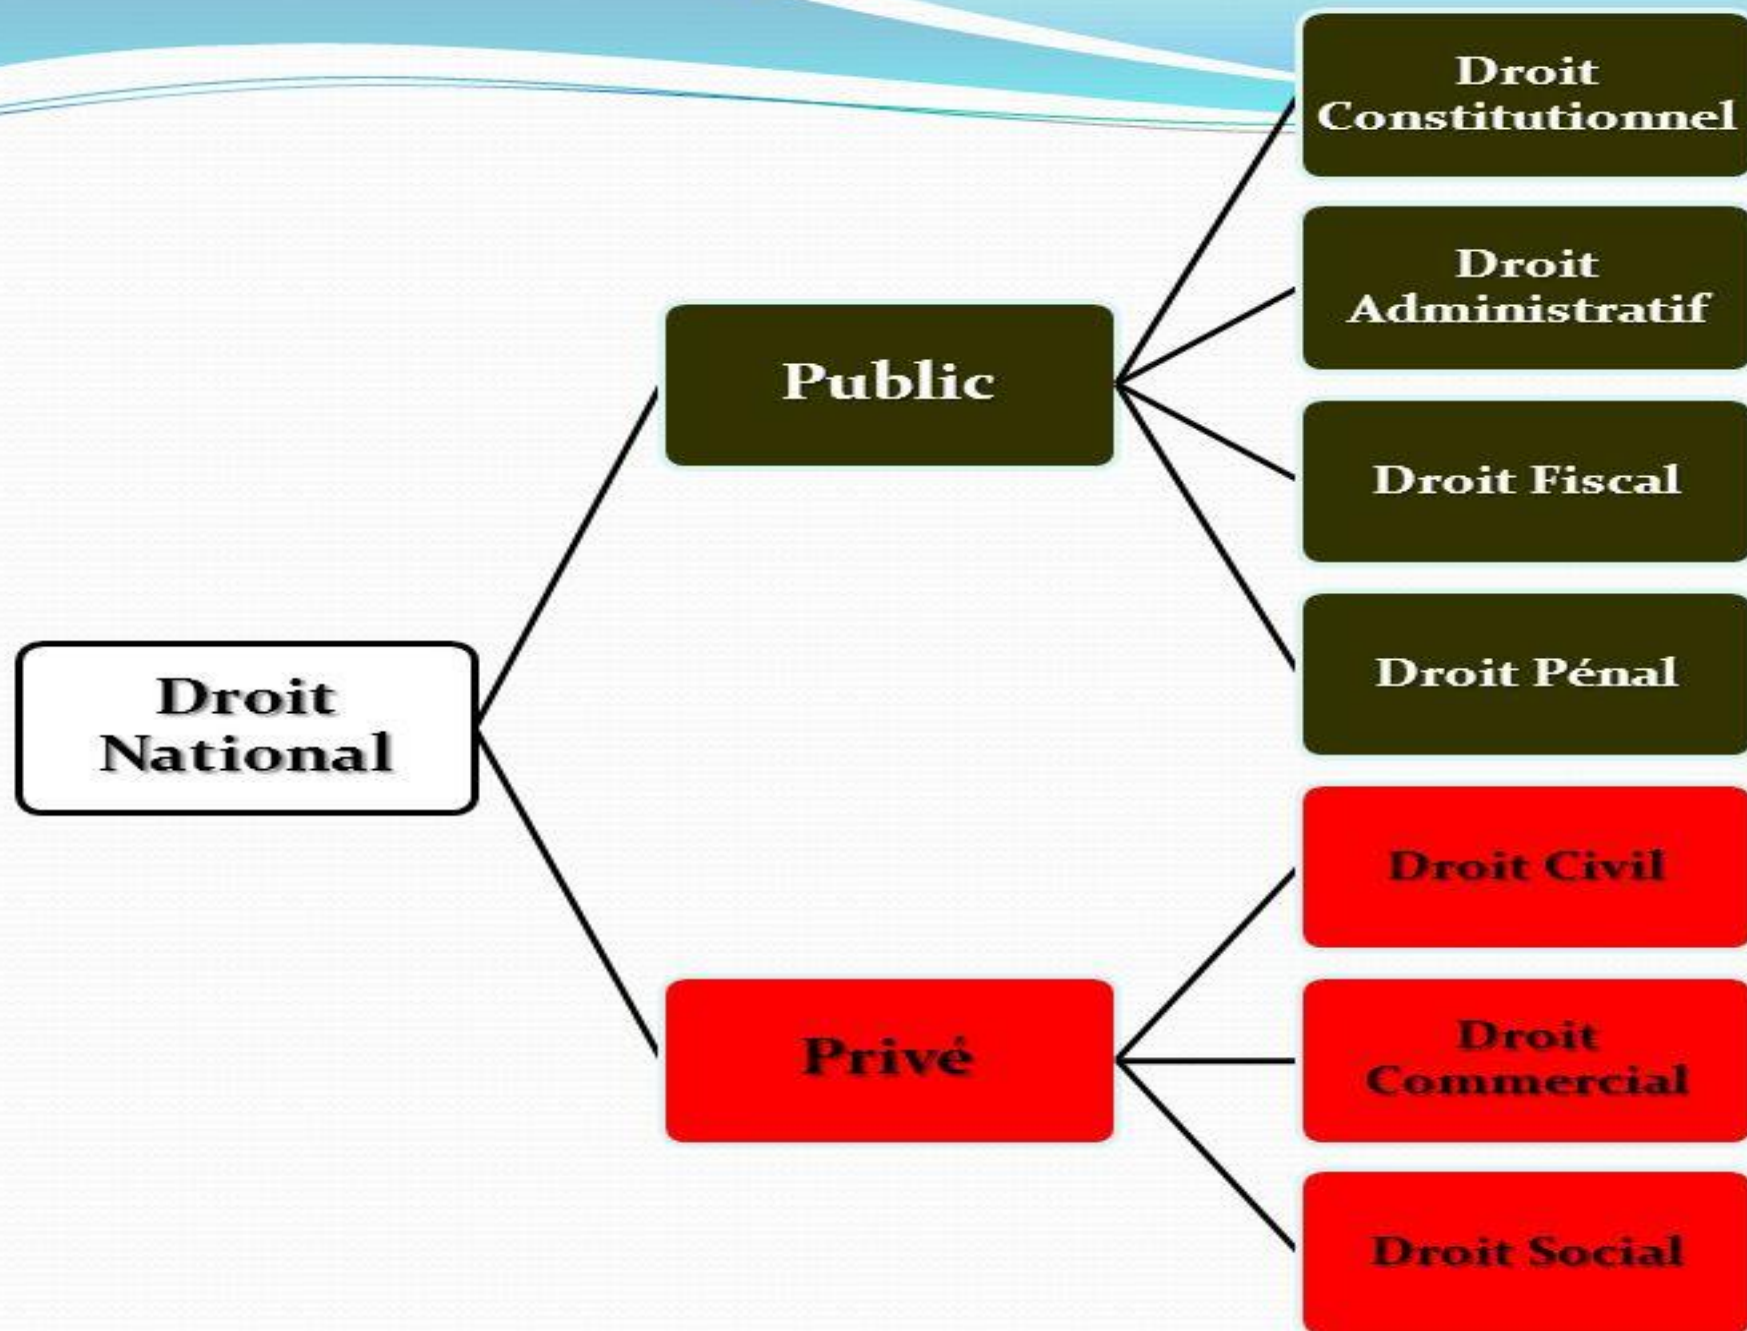 Droit
National
Public
Droit
Constitutionnel
Droit
Administratif
Droit Fiscal
Droit Pénal
Privé
Droit Civil
Droit
Commercial
Droit Social